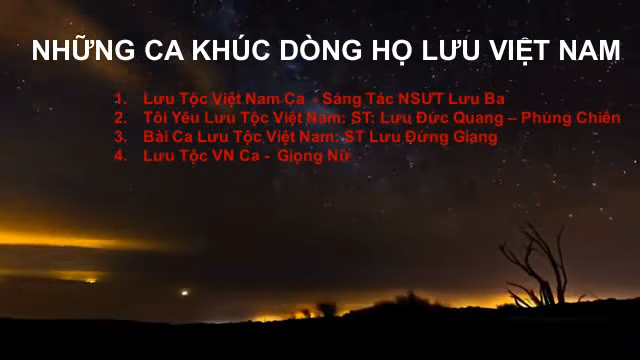 NHỮNG CA KHÚC DÒNG HỌ LƯU VIỆT NAM
1. Lưu Tộc Việt Nam Ca - Sáng Tác NSƯT Lưu Ba
2. Tôi Yêu Lưu Tộc Việt Nam: ST: Lưu Đức Quang – Phùng Chiến
3. Bài Ca Lưu Tộc Việt Nam: ST Lưu Đứng Giang
4. Lưu Tộc VN Ca - Giọng Nữ